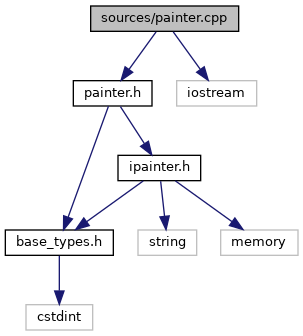 sources/painter.cpp
painter.h
iostream
ipainter.h
base_types.h
string
memory
cstdint